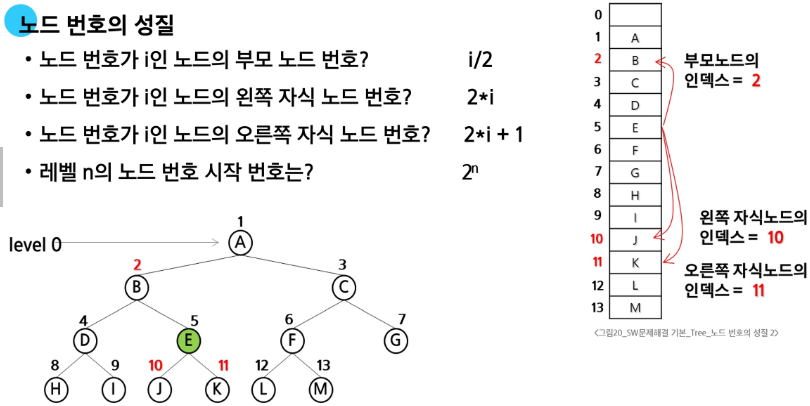 노드 번호의 성질
• 노드 번호가 i인 노드의 부모 노드 번호? i/2
• 노드 번호가 i인 노드의 왼쪽 자식 노드 번호? 2*i
• 노드 번호가 i인 노드의 오른쪽 자식 노드 번호? 2*i + 1
• 레벨 n의 노드 번호 시작 번호는? 2ⁿ
level 0
1
A
2 3
B C
4 5 6 7
D E F G
8 9 10 11 12 13
H I J K L M
0
1 A
2 B
3 C
4 D
5 E
6 F
7 G
8 H
9 I
10 J
11 K
12 L
13 M
부모노드의
인덱스 = 2
왼쪽 자식노드의
인덱스 = 10
오른쪽 자식노드의
인덱스 = 11
<그림20_SW문제해결 기본_Tree_노드 번호의 성질 2>